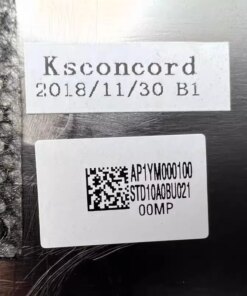 Ksconcord
2018/11/30 B1
AP1YM000100
STD10A0BU021
00MP